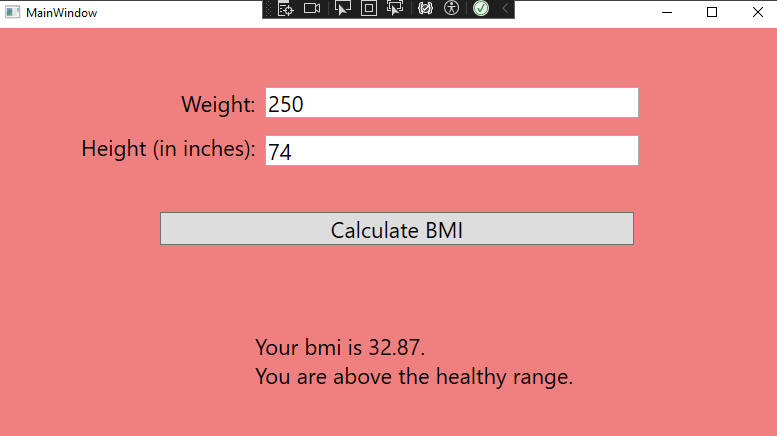 MainWindow
Weight: 250
Height (in inches): 74
Calculate BMI
Your bmi is 32.87.
You are above the healthy range.